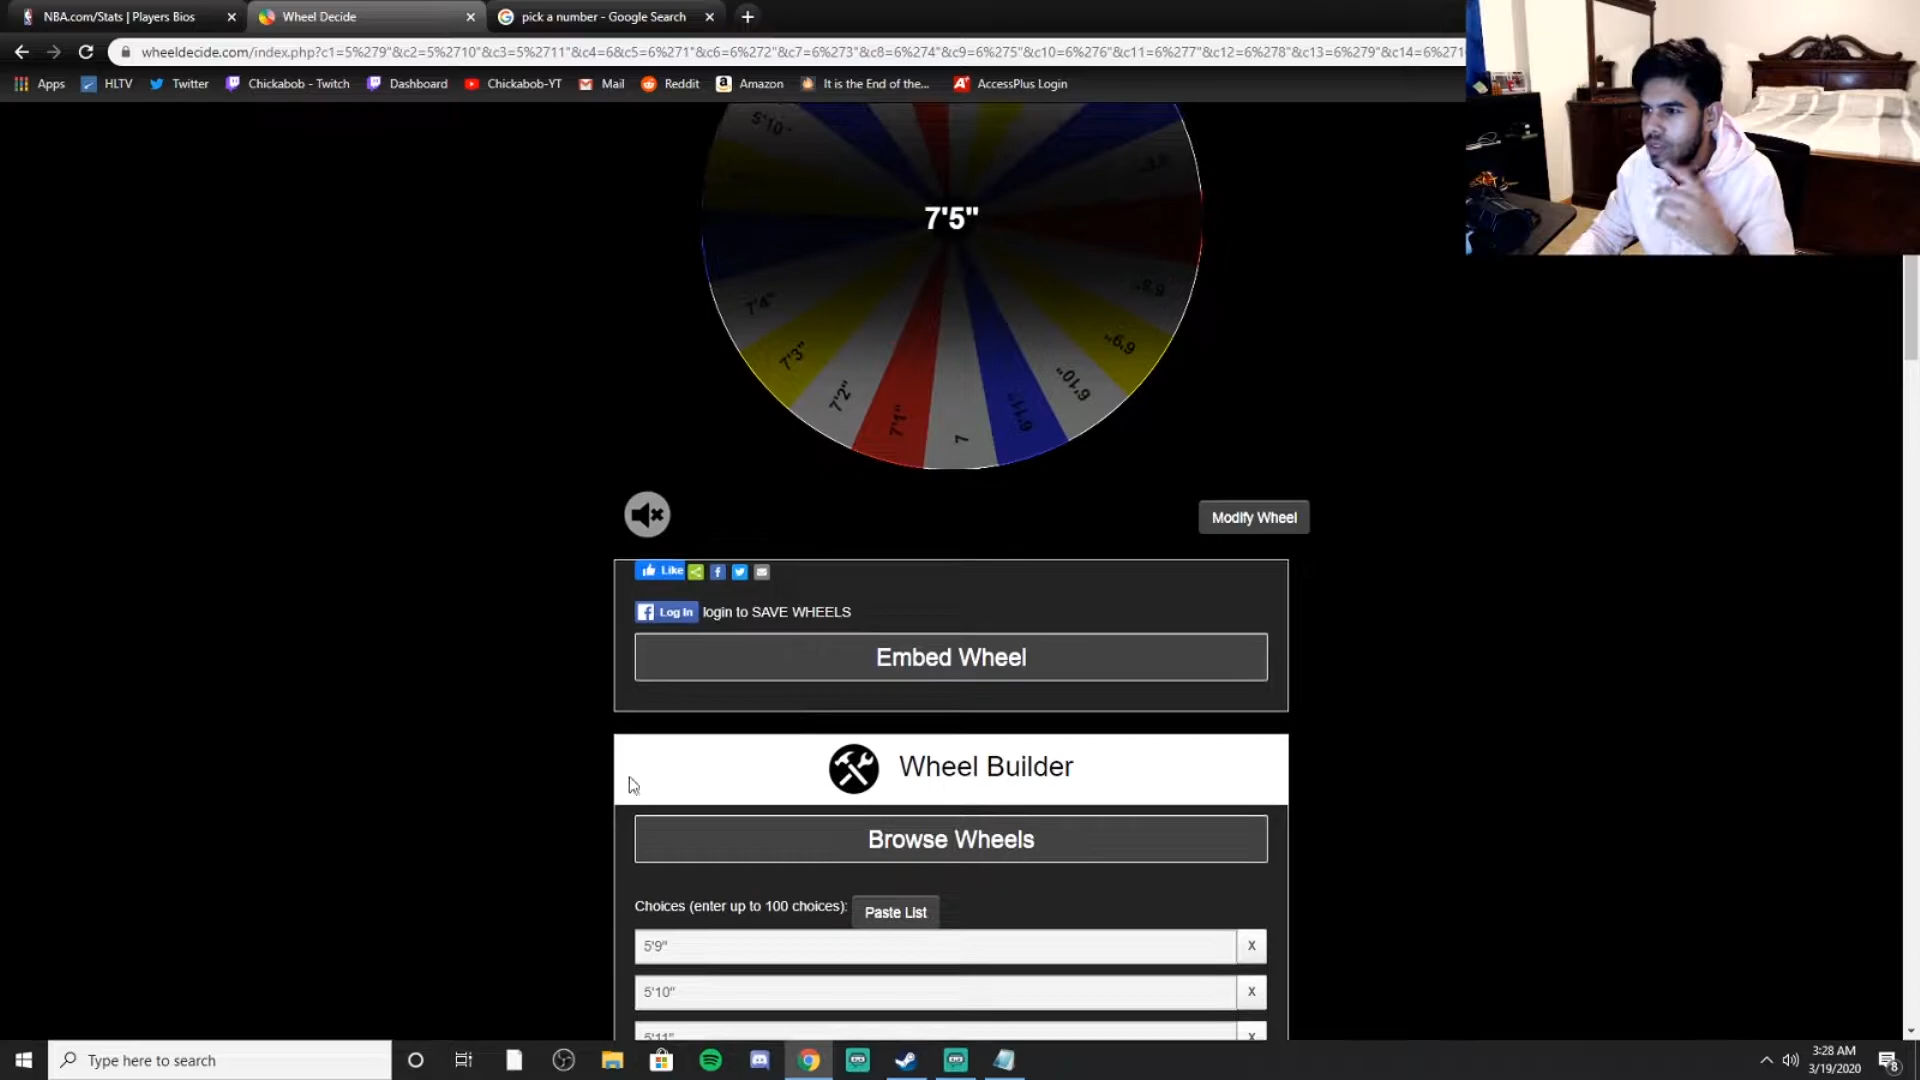 NBA.com/Stats | Players Bios
Wheel Decide
pick a number - Google Search
wheeldecide.com/index.php?c1=5%279"&c2=5%2710"&c3=5%2711"&c4=6&c5=6%271"&c6=6%272"&c7=6%273"&c8=6%274"&c9=6%275"&c10=6%276"&c11=6%277"&c12=6%278"&c13=6%279"&c14=6%271
Apps
HLTV
Twitter
Chickabob - Twitch
Dashboard
Chickabob-YT
Mail
Reddit
Amazon
It is the End of the...
AccessPlus Login
5'10"
7'5"
7'4"
7'3"
7'2"
7'1"
7
6'11"
6'10"
6'9"
6'8"
Modify Wheel
Like
Log In login to SAVE WHEELS
Embed Wheel
Wheel Builder
Browse Wheels
Choices (enter up to 100 choices): Paste List
5'9" X
5'10" X
5'11" X
Type here to search
3:28 AM
3/19/2020
8